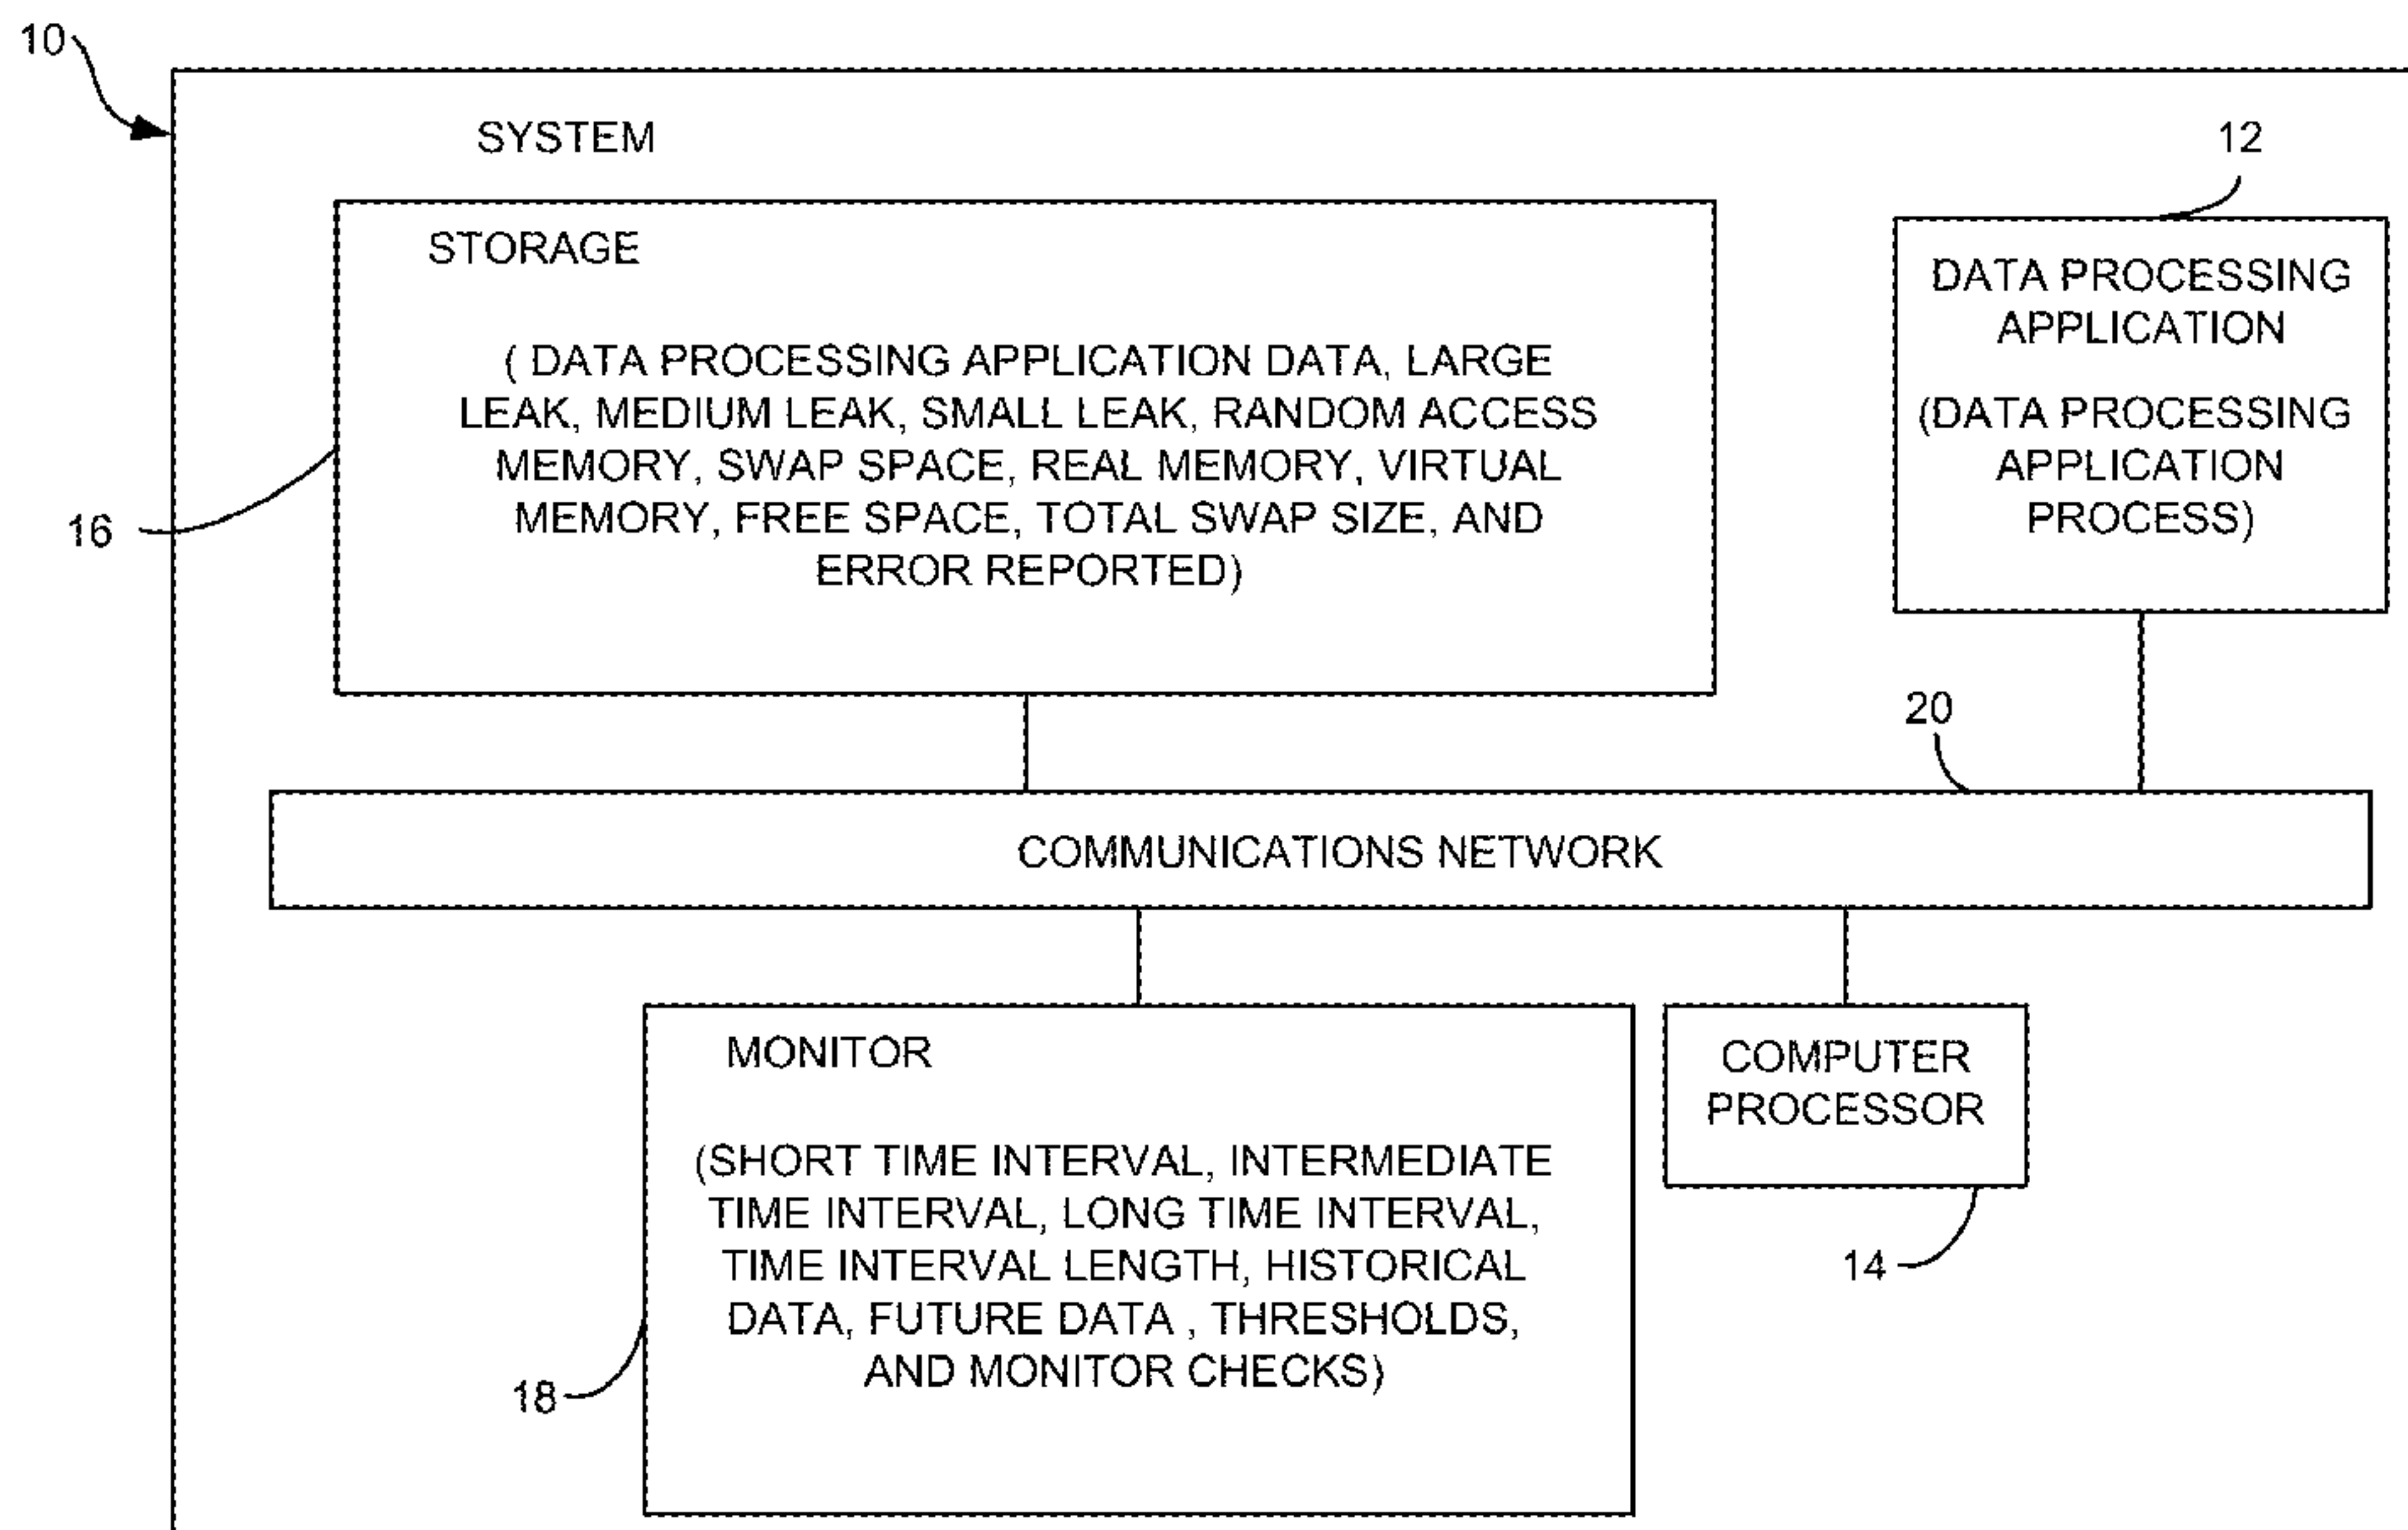 10
SYSTEM
12
STORAGE
( DATA PROCESSING APPLICATION DATA, LARGE
LEAK, MEDIUM LEAK, SMALL LEAK, RANDOM ACCESS
MEMORY, SWAP SPACE, REAL MEMORY, VIRTUAL
MEMORY, FREE SPACE, TOTAL SWAP SIZE, AND
ERROR REPORTED)
16
DATA PROCESSING
APPLICATION
(DATA PROCESSING
APPLICATION
PROCESS)
20
COMMUNICATIONS NETWORK
MONITOR
(SHORT TIME INTERVAL, INTERMEDIATE
TIME INTERVAL, LONG TIME INTERVAL,
TIME INTERVAL LENGTH, HISTORICAL
DATA, FUTURE DATA , THRESHOLDS,
AND MONITOR CHECKS)
18
COMPUTER
PROCESSOR
14